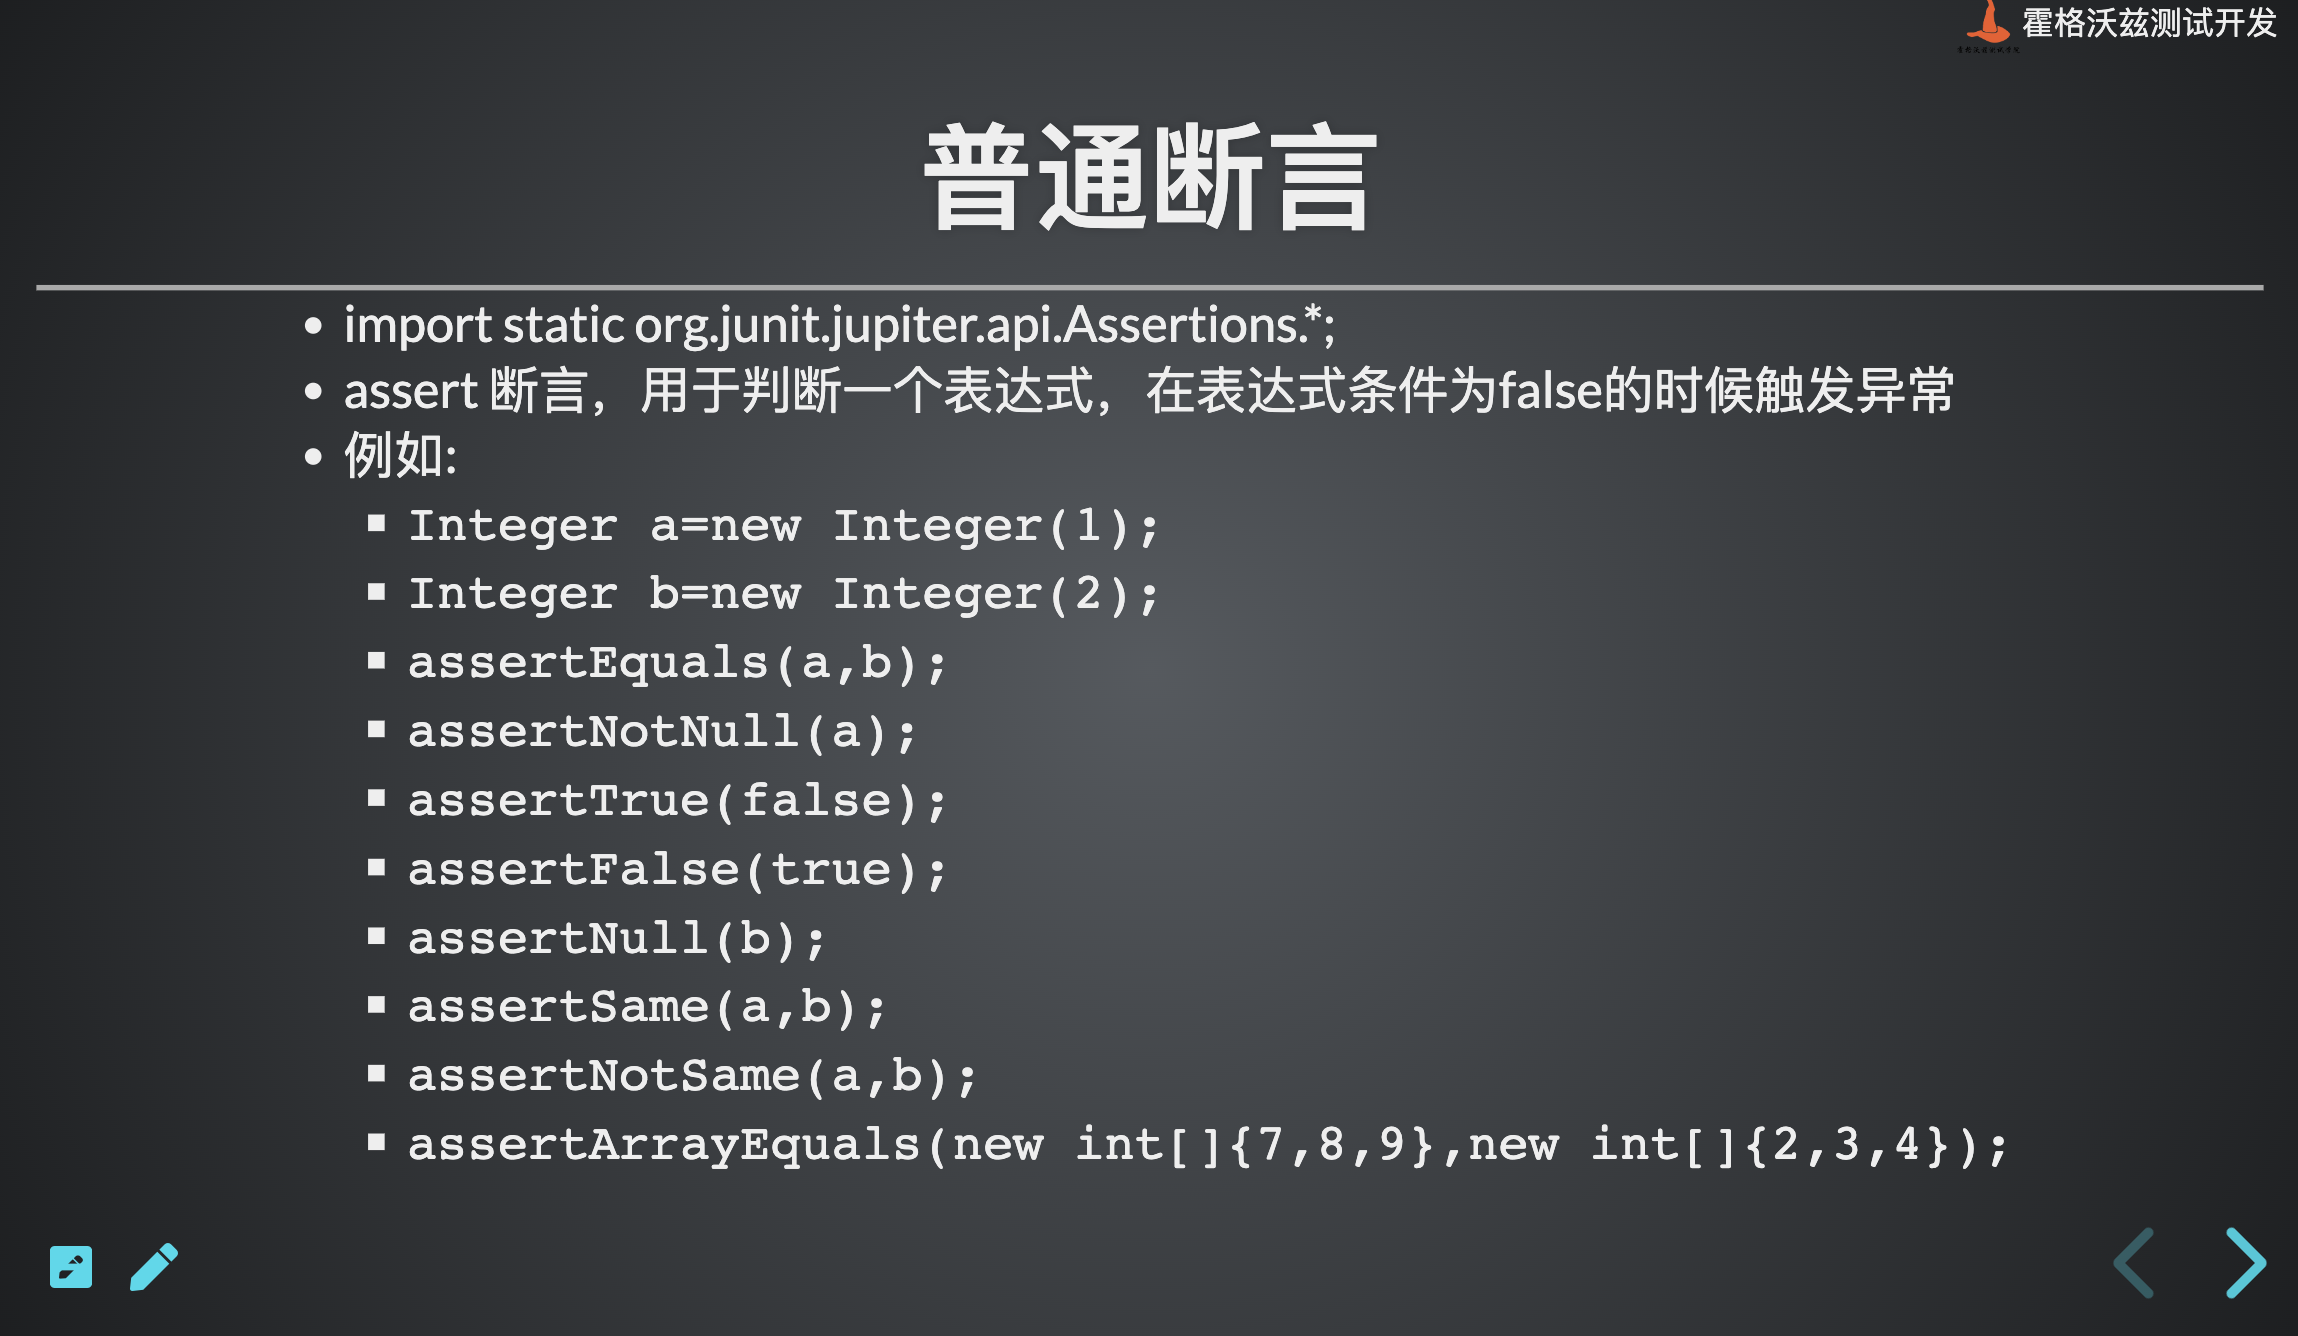 霍格沃兹测试开发
普通断言
import static org.junit.jupiter.api.Assertions.*;
assert 断言，用于判断一个表达式，在表达式条件为false的时候触发异常
例如:
Integer a=new Integer(1);
Integer b=new Integer(2);
assertEquals(a,b);
assertNotNull(a);
assertTrue(false);
assertFalse(true);
assertNull(b);
assertSame(a,b);
assertNotSame(a,b);
assertArrayEquals(new int[]{7,8,9},new int[]{2,3,4});